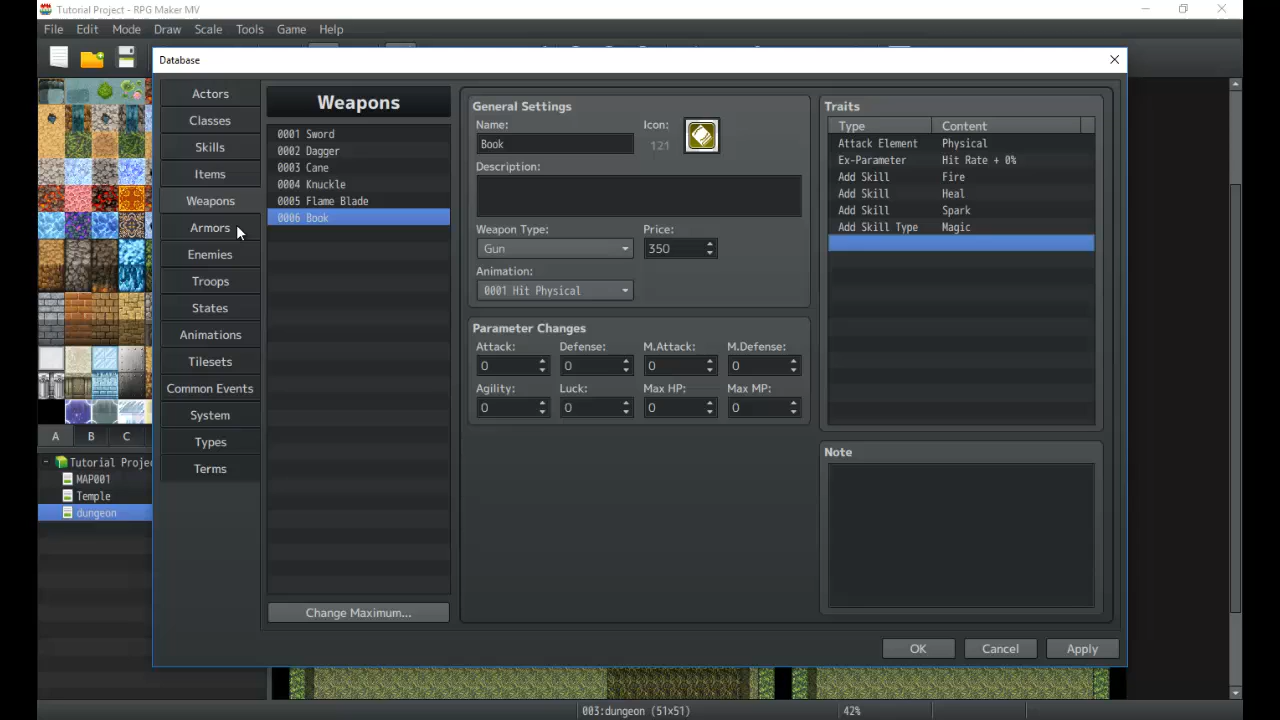 Tutorial Project - RPG Maker MV
File Edit Mode Draw Scale Tools Game Help
Database
Actors
Classes
Skills
Items
Weapons
Armors
Enemies
Troops
States
Animations
Tilesets
Common Events
System
Types
Terms
Weapons
0001 Sword
0002 Dagger
0003 Cane
0004 Knuckle
0005 Flame Blade
0006 Book
Change Maximum...
General Settings
Name:
Icon:
Book
121
Description:
Weapon Type:
Price:
Gun
350
Animation:
0001 Hit Physical
Parameter Changes
Attack: Defense: M.Attack: M.Defense:
0 0 0 0
Agility: Luck: Max HP: Max MP:
0 0 0 0
Traits
Type Content
Attack Element Physical
Ex-Parameter Hit Rate + 0%
Add Skill Fire
Add Skill Heal
Add Skill Spark
Add Skill Type Magic
Note
OK Cancel Apply
A B C
Tutorial Proje
MAP001
Temple
dungeon
003:dungeon (51x51) 42%